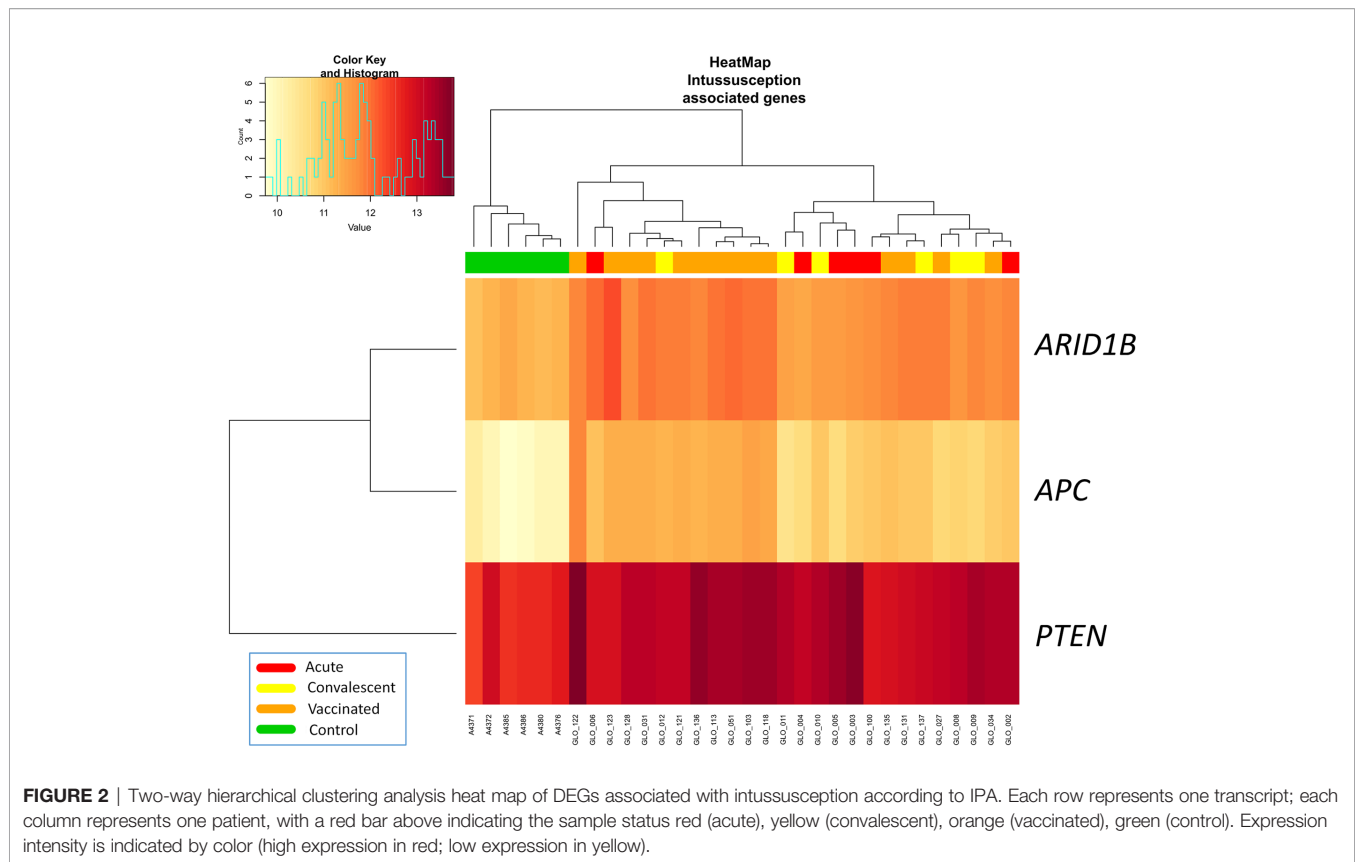 Color Key
and Histogram
Count
0 1 2 3 4 5 6
10 11 12 13
Value
HeatMap
Intussusception
associated genes
ARID1B
APC
PTEN
Acute
Convalescent
Vaccinated
Control
A4371
A4372
A4385
A4386
A4380
A4376
GLO_122
GLO_006
GLO_123
GLO_128
GLO_031
GLO_012
GLO_121
GLO_136
GLO_113
GLO_051
GLO_103
GLO_118
GLO_011
GLO_004
GLO_010
GLO_005
GLO_003
GLO_100
GLO_135
GLO_131
GLO_137
GLO_027
GLO_008
GLO_009
GLO_034
GLO_002
FIGURE 2 | Two-way hierarchical clustering analysis heat map of DEGs associated with intussusception according to IPA. Each row represents one transcript; each
column represents one patient, with a red bar above indicating the sample status red (acute), yellow (convalescent), orange (vaccinated), green (control). Expression
intensity is indicated by color (high expression in red; low expression in yellow).